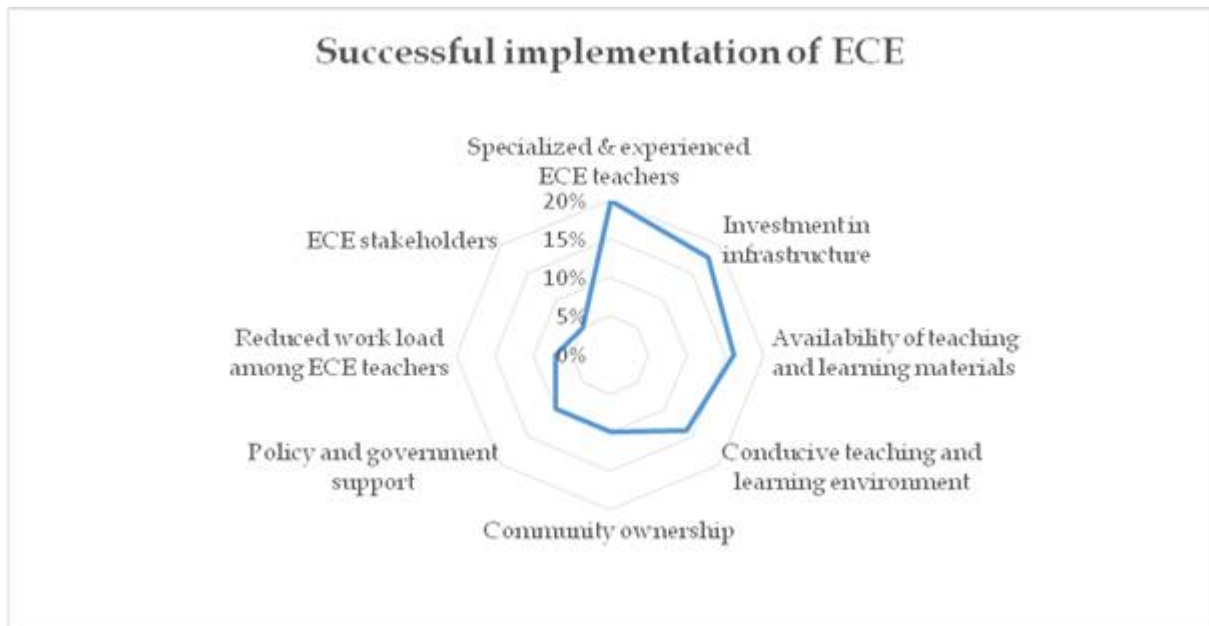 Successful implementation of ECE
Specialized & experienced
ECE teachers
20%
15%
10%
5%
0%
Investment in
infrastructure
Availability of teaching
and learning materials
Conducive teaching and
learning environment
Community ownership
Policy and government
support
Reduced work load
among ECE teachers
ECE stakeholders